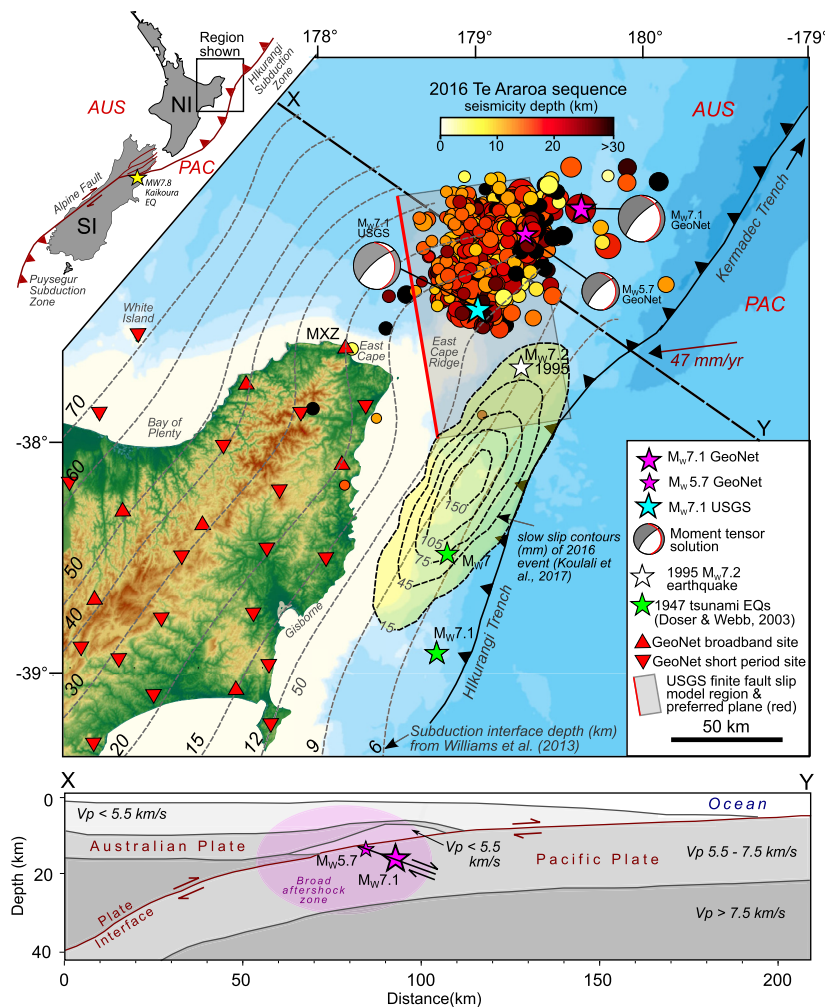 Region
shown
HIkurangi
Subduction
Zone
NI
AUS
PAC
MW7.8
Kaikoura
EQ
Alpine Fault
SI
Puysegur
Subduction
Zone
178°
179°
180°
-179°
X
2016 Te Araroa sequence
seismicity depth (km)
0
10
20
>30
AUS
Mw7.1
USGS
Mw7.1
GeoNet
Mw5.7
GeoNet
Kermadec Trench
PAC
47 mm/yr
White
Island
MXZ
East
Cape
East
Cape
Ridge
Mw7.2
1995
Bay of
Plenty
-38°
-39°
70
60
50
40
30
20
15
12
9
6
50
Gisborne
150
105
75
45
15
Mw7
Mw7.1
HIkurangi Trench
slow slip contours
(mm) of 2016
event (Koulali et
al., 2017)
Subduction interface depth (km)
from Williams et al. (2013)
Y
Mw7.1 GeoNet
Mw5.7 GeoNet
Mw7.1 USGS
Moment tensor
solution
1995 Mw7.2
earthquake
1947 tsunami EQs
(Doser & Webb, 2003)
GeoNet broadband site
GeoNet short period site
USGS finite fault slip
model region &
preferred plane (red)
50 km
X
Y
Depth (km)
0
20
40
Vp < 5.5 km/s
Ocean
Australian Plate
Mw5.7
Mw7.1
Vp < 5.5
km/s
Pacific Plate
Vp 5.5 - 7.5 km/s
Broad
aftershock
zone
Plate
Interface
Vp > 7.5 km/s
0
50
100
150
200
Distance(km)